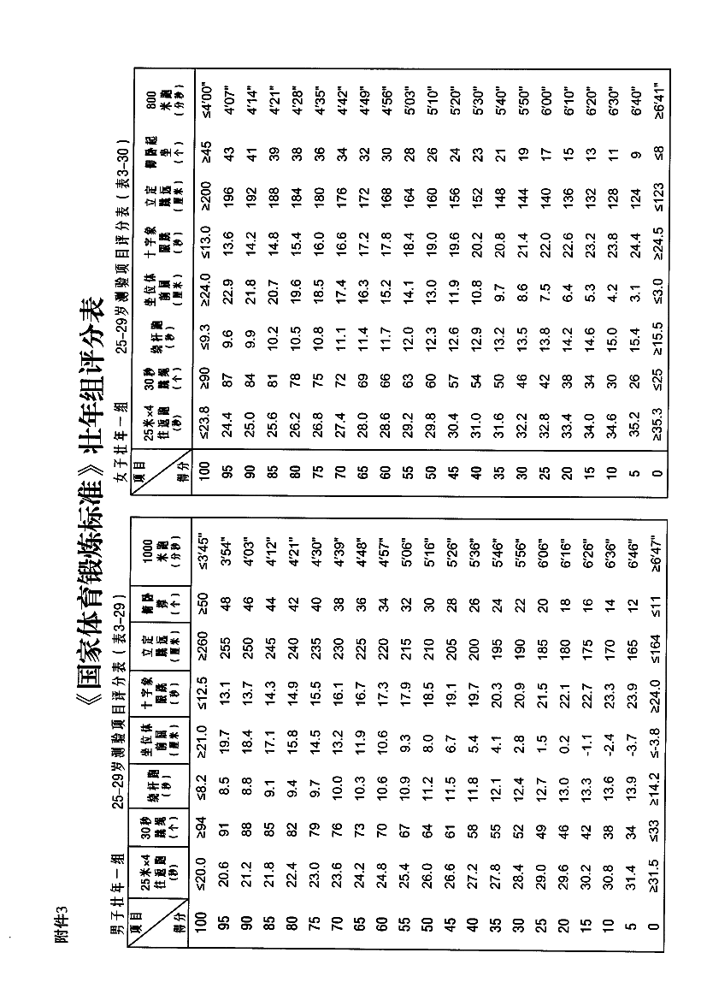 附件3
《国家体育锻炼标准》壮年组评分表
男子壮年一组 25-29岁测验项目评分表（表3-29）
项目 得分 25米×4往返跑(秒) 30秒跳绳(个) 绕杆跑(秒) 坐位体前屈(厘米) 十字象限跳(秒) 立定跳远(厘米) 俯卧撑(个) 1000米跑(分秒)
100 ≤20.0 ≥94 ≤8.2 ≥21.0 ≤12.5 ≥260 ≥50 ≤3'45"
95 20.6 91 8.5 19.7 13.1 255 48 3'54"
90 21.2 88 8.8 18.4 13.7 250 46 4'03"
85 21.8 85 9.1 17.1 14.3 245 44 4'12"
80 22.4 82 9.4 15.8 14.9 240 42 4'21"
75 23.0 79 9.7 14.5 15.5 235 40 4'30"
70 23.6 76 10.0 13.2 16.1 230 38 4'39"
65 24.2 73 10.3 11.9 16.7 225 36 4'48"
60 24.8 70 10.6 10.6 17.3 220 34 4'57"
55 25.4 67 10.9 9.3 17.9 215 32 5'06"
50 26.0 64 11.2 8.0 18.5 210 30 5'16"
45 26.6 61 11.5 6.7 19.1 205 28 5'26"
40 27.2 58 11.8 5.4 19.7 200 26 5'36"
35 27.8 55 12.1 4.1 20.3 195 24 5'46"
30 28.4 52 12.4 2.8 20.9 190 22 5'56"
25 29.0 49 12.7 1.5 21.5 185 20 6'06"
20 29.6 46 13.0 0.2 22.1 180 18 6'16"
15 30.2 42 13.3 -1.1 22.7 175 16 6'26"
10 30.8 38 13.6 -2.4 23.3 170 14 6'36"
5 31.4 34 13.9 -3.7 23.9 165 12 6'46"
0 ≥31.5 ≤33 ≥14.2 ≤-3.8 ≥24.0 ≤164 ≤11 ≥6'47"
女子壮年一组 25-29岁测验项目评分表（表3-30）
项目 得分 25米×4往返跑(秒) 30秒跳绳(个) 绕杆跑(秒) 坐位体前屈(厘米) 十字象限跳(秒) 立定跳远(厘米) 仰卧起坐(个) 800米跑(分秒)
100 ≤23.8 ≥90 ≤9.3 ≥24.0 ≤13.0 ≥200 ≥45 ≤4'00"
95 24.4 87 9.6 22.9 13.6 196 43 4'07"
90 25.0 84 9.9 21.8 14.2 192 41 4'14"
85 25.6 81 10.2 20.7 14.8 188 39 4'21"
80 26.2 78 10.5 19.6 15.4 184 38 4'28"
75 26.8 75 10.8 18.5 16.0 180 36 4'35"
70 27.4 72 11.1 17.4 16.6 176 34 4'42"
65 28.0 69 11.4 16.3 17.2 172 32 4'49"
60 28.6 66 11.7 15.2 17.8 168 30 4'56"
55 29.2 63 12.0 14.1 18.4 164 28 5'03"
50 29.8 60 12.3 13.0 19.0 160 26 5'10"
45 30.4 57 12.6 11.9 19.6 156 24 5'20"
40 31.0 54 12.9 10.8 20.2 152 23 5'30"
35 31.6 50 13.2 9.7 20.8 148 21 5'40"
30 32.2 46 13.5 8.6 21.4 144 19 5'50"
25 32.8 42 13.8 7.5 22.0 140 17 6'00"
20 33.4 38 14.2 6.4 22.6 136 15 6'10"
15 34.0 34 14.6 5.3 23.2 132 13 6'20"
10 34.6 30 15.0 4.2 23.8 128 11 6'30"
5 35.2 26 15.4 3.1 24.4 124 9 6'40"
0 ≥35.3 ≤25 ≥15.5 ≤3.0 ≥24.5 ≤123 ≤8 ≥6'41"